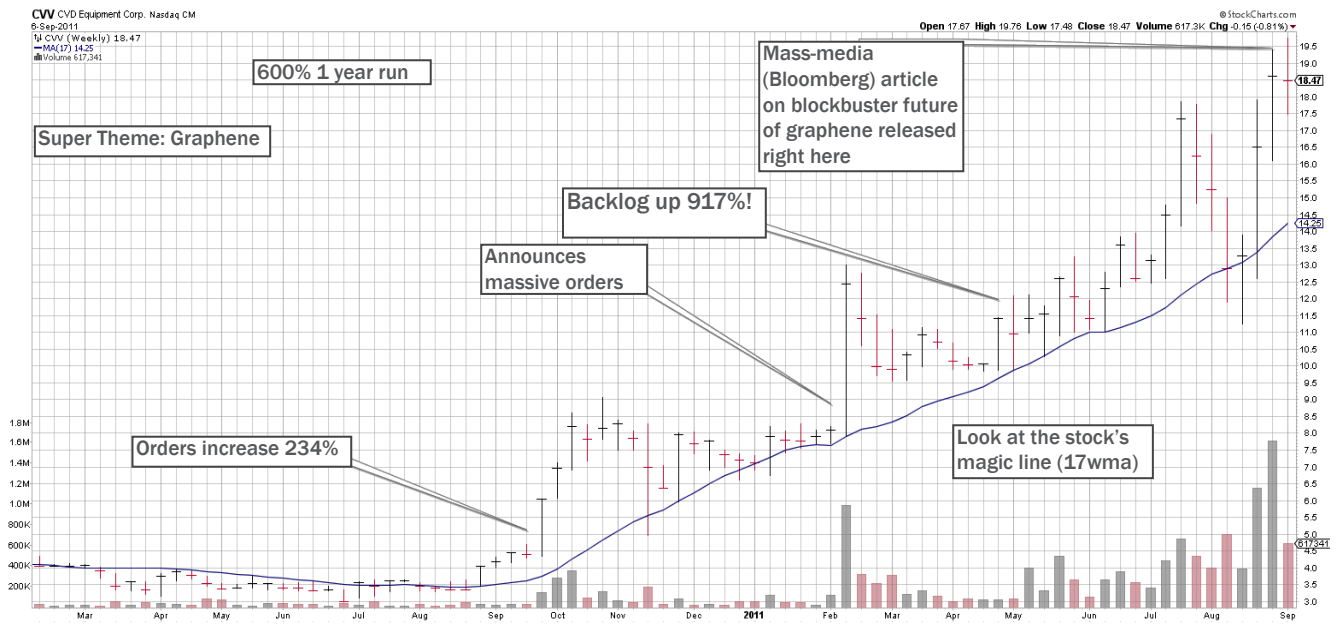 CVV CVD Equipment Corp. Nasdaq CM
© StockCharts.com
6-Sep-2011
Open 17.67 High 19.76 Low 17.48 Close 18.47 Volume 617.3K Chg -0.15 (-0.81%)
CVV (Weekly) 18.47
MA(17) 14.25
Volume 617,341
600% 1 year run
Super Theme: Graphene
Mass-media
(Bloomberg) article
on blockbuster future
of graphene released
right here
Backlog up 917%!
Announces
massive orders
Orders increase 234%
Look at the stock's
magic line (17wma)
19.5
19.0
18.47
18.0
17.5
17.0
16.5
16.0
15.5
15.0
14.5
14.25
14.0
13.5
13.0
12.5
12.0
11.5
11.0
10.5
10.0
9.5
9.0
8.5
8.0
7.5
7.0
6.5
6.0
5.5
5.0
4.5
617341
4.0
3.5
3.0
1.8M
1.6M
1.4M
1.2M
1.0M
800K
600K
400K
200K
Mar Apr May Jun Jul Aug Sep Oct Nov Dec 2011 Feb Mar Apr May Jun Jul Aug Sep